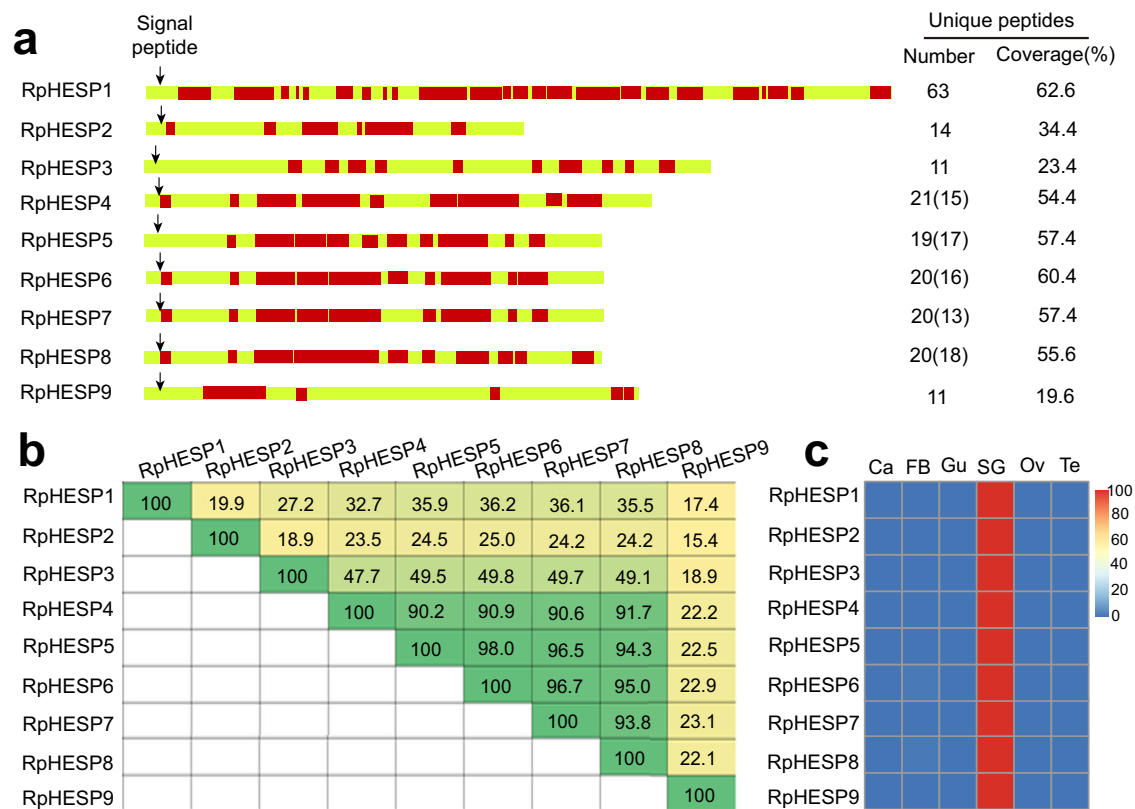 a
Signal
peptide
Unique peptides
Number Coverage(%)
RpHESP1 63 62.6
RpHESP2 14 34.4
RpHESP3 11 23.4
RpHESP4 21(15) 54.4
RpHESP5 19(17) 57.4
RpHESP6 20(16) 60.4
RpHESP7 20(13) 57.4
RpHESP8 20(18) 55.6
RpHESP9 11 19.6
b
RpHESP1 RpHESP2 RpHESP3 RpHESP4 RpHESP5 RpHESP6 RpHESP7 RpHESP8 RpHESP9
RpHESP1 100 19.9 27.2 32.7 35.9 36.2 36.1 35.5 17.4
RpHESP2 100 18.9 23.5 24.5 25.0 24.2 24.2 15.4
RpHESP3 100 47.7 49.5 49.8 49.7 49.1 18.9
RpHESP4 100 90.2 90.9 90.6 91.7 22.2
RpHESP5 100 98.0 96.5 94.3 22.5
RpHESP6 100 96.7 95.0 22.9
RpHESP7 100 93.8 23.1
RpHESP8 100 22.1
RpHESP9 100
c
Ca FB Gu SG Ov Te
RpHESP1
RpHESP2
RpHESP3
RpHESP4
RpHESP5
RpHESP6
RpHESP7
RpHESP8
RpHESP9
100
80
60
40
20
0